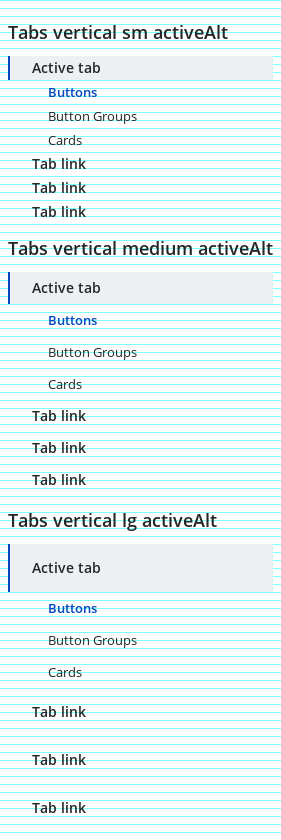 Tabs vertical sm activeAlt
Active tab
Buttons
Button Groups
Cards
Tab link
Tab link
Tab link
Tabs vertical medium activeAlt
Active tab
Buttons
Button Groups
Cards
Tab link
Tab link
Tab link
Tabs vertical lg activeAlt
Active tab
Buttons
Button Groups
Cards
Tab link
Tab link
Tab link